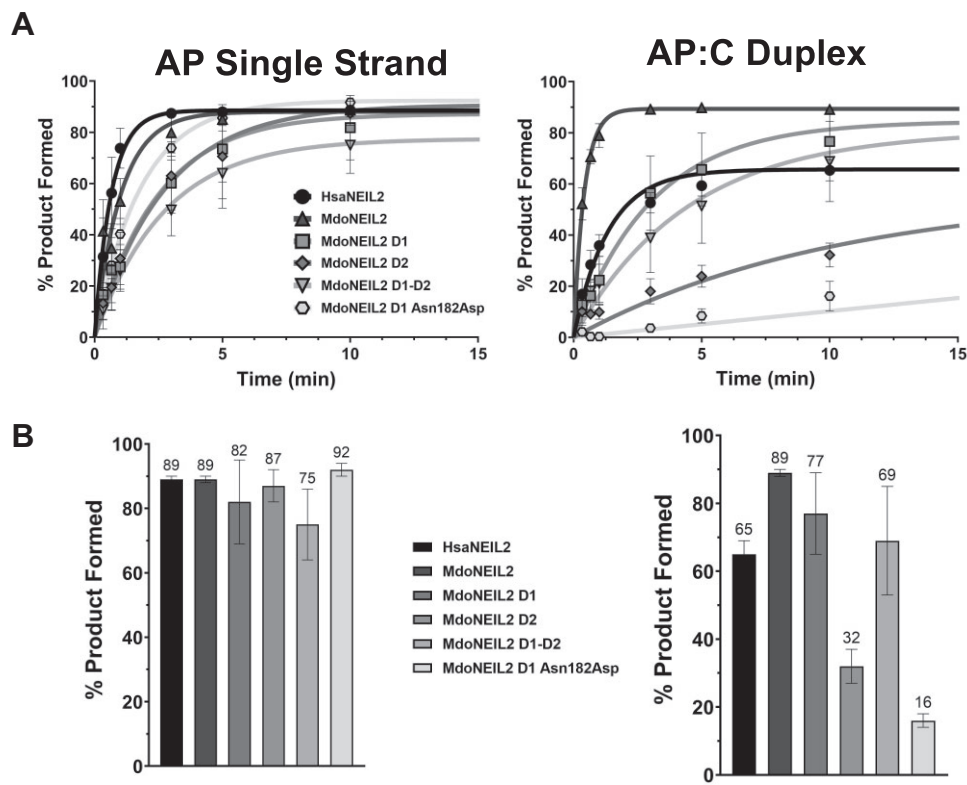 A
AP Single Strand
AP:C Duplex
% Product Formed
100
80
60
40
20
0
0
5
10
15
Time (min)
HsaNEIL2
MdoNEIL2
MdoNEIL2 D1
MdoNEIL2 D2
MdoNEIL2 D1-D2
MdoNEIL2 D1 Asn182Asp
% Product Formed
100
80
60
40
20
0
0
5
10
15
Time (min)
B
% Product Formed
100
80
60
40
20
0
89
89
82
87
75
92
HsaNEIL2
MdoNEIL2
MdoNEIL2 D1
MdoNEIL2 D2
MdoNEIL2 D1-D2
MdoNEIL2 D1 Asn182Asp
% Product Formed
100
80
60
40
20
0
65
89
77
32
69
16